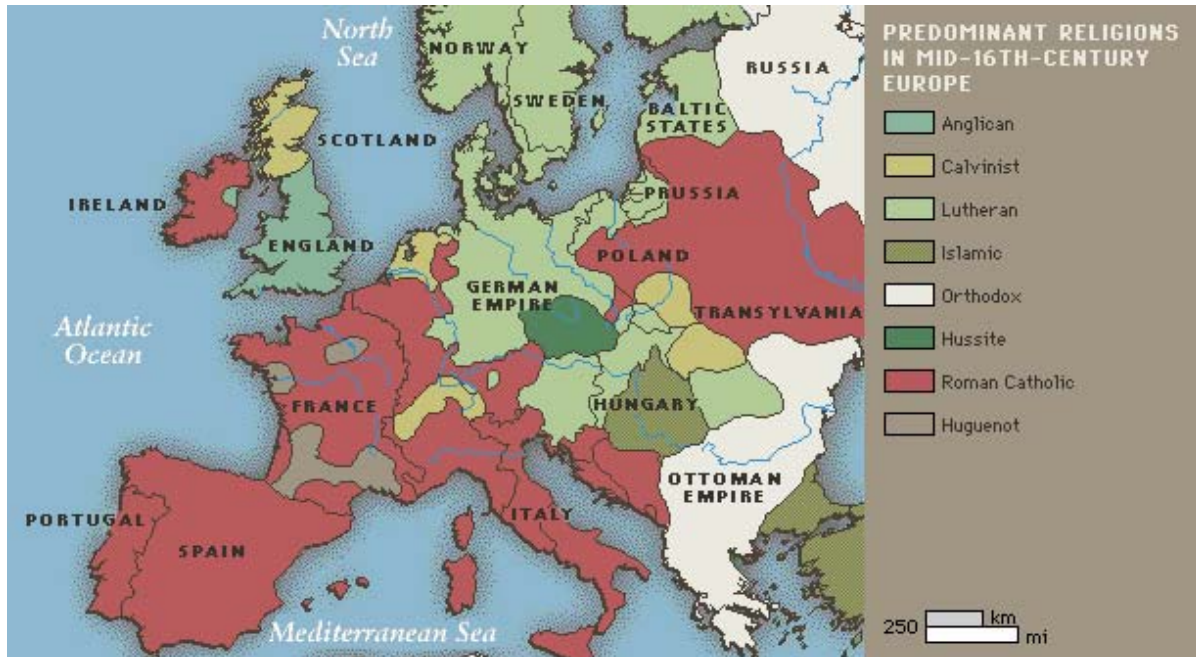 North
Sea
NORWAY
SWEDEN
RUSSIA
BALTIC
STATES
SCOTLAND
IRELAND
ENGLAND
PRUSSIA
POLAND
GERMAN
EMPIRE
TRANSYLVANIA
Atlantic
Ocean
FRANCE
HUNGARY
OTTOMAN
EMPIRE
ITALY
PORTUGAL
SPAIN
Mediterranean Sea
PREDOMINANT RELIGIONS
IN MID-16TH-CENTURY
EUROPE
Anglican
Calvinist
Lutheran
Islamic
Orthodox
Hussite
Roman Catholic
Huguenot
250 km
mi